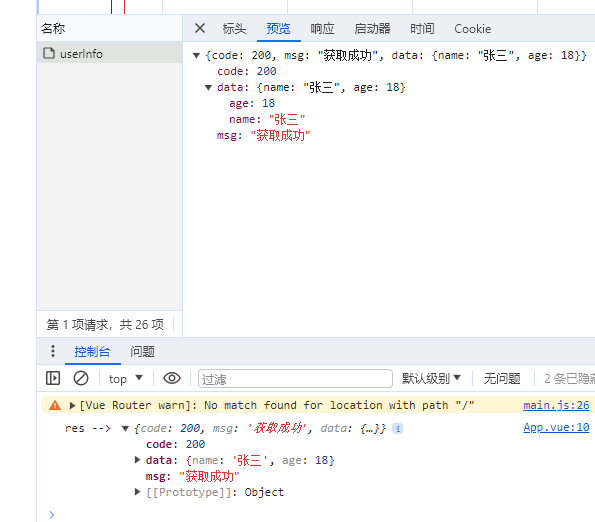 名称
× 标头 预览 响应 启动器 时间 Cookie
userInfo
▼ {code: 200, msg: "获取成功", data: {name: "张三", age: 18}}
code: 200
▼ data: {name: "张三", age: 18}
age: 18
name: "张三"
msg: "获取成功"
第 1 项请求，共 26 项
控制台 问题
top ▼ 过滤 默认级别 ▼ 无问题 2 条已隐
▶ [Vue Router warn]: No match found for location with path "/" main.js:26
res --> ▼ {code: 200, msg: '获取成功', data: {…}} i App.vue:10
code: 200
▶ data: {name: '张三', age: 18}
msg: "获取成功"
▶ [[Prototype]]: Object
>